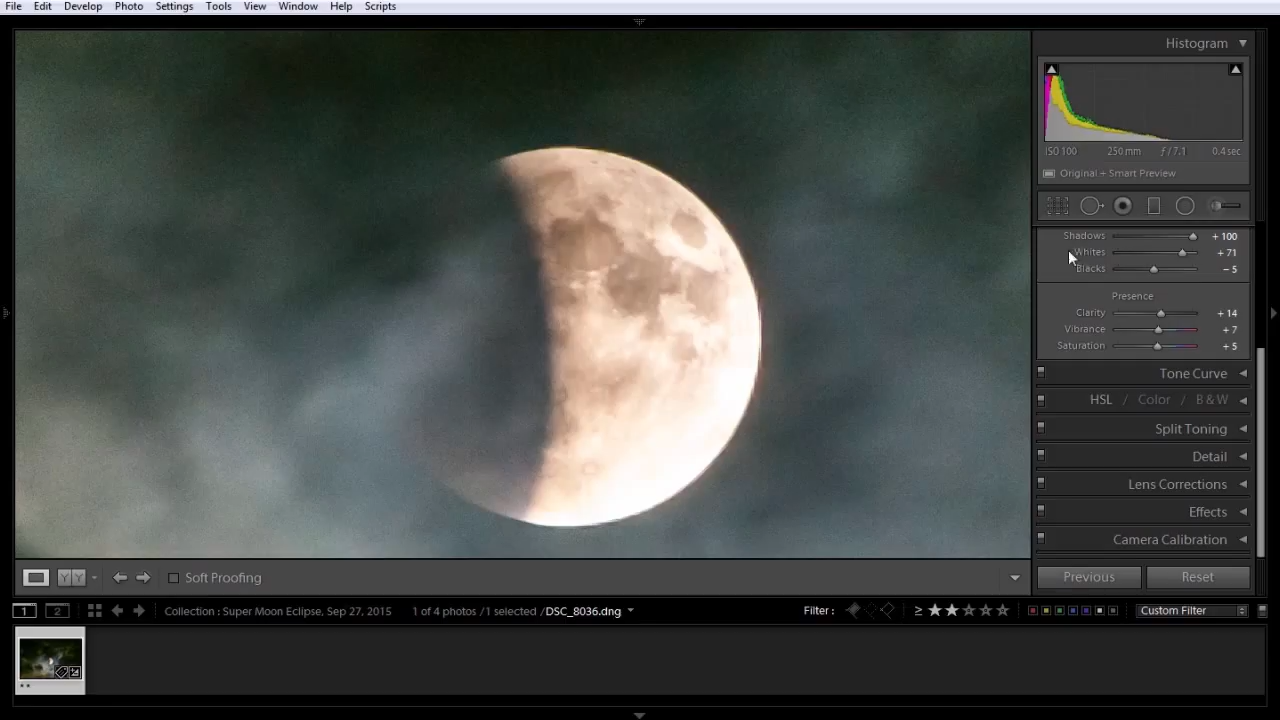 File Edit Develop Photo Settings Tools View Window Help Scripts
Histogram
ISO 100 250 mm ƒ / 7.1 0.4 sec
Original + Smart Preview
Shadows + 100
Whites + 71
Blacks – 5
Presence
Clarity + 14
Vibrance + 7
Saturation + 5
Tone Curve
HSL / Color / B & W
Split Toning
Detail
Lens Corrections
Effects
Camera Calibration
Y Y Soft Proofing
Previous Reset
1 2 Collection : Super Moon Eclipse, Sep 27, 2015 1 of 4 photos / 1 selected / DSC_8036.dng Filter : ≥ Custom Filter